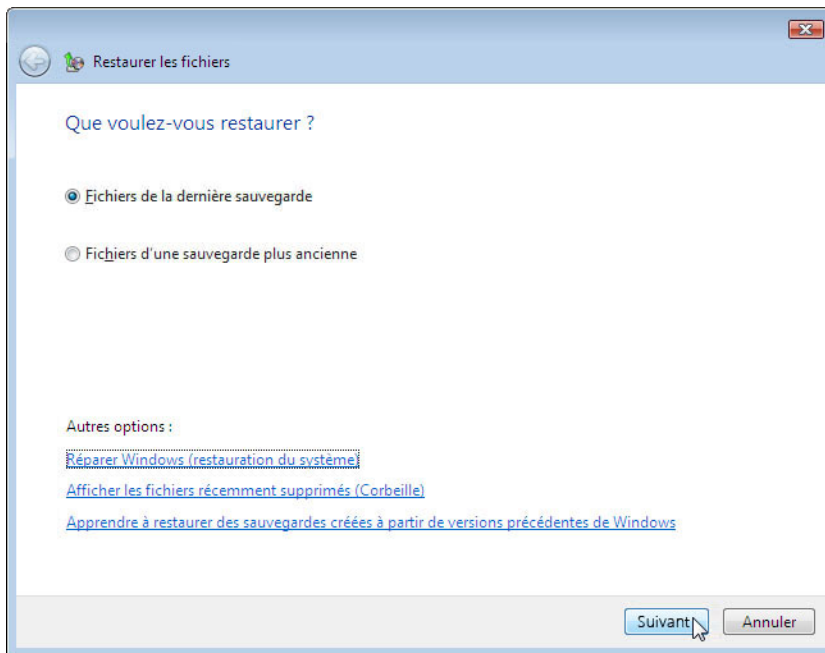 Restaurer les fichiers
Que voulez-vous restaurer ?
Fichiers de la dernière sauvegarde
Fichiers d'une sauvegarde plus ancienne
Autres options :
Réparer Windows (restauration du système)
Afficher les fichiers récemment supprimés (Corbeille)
Apprendre à restaurer des sauvegardes créées à partir de versions précédentes de Windows
Suivant Annuler